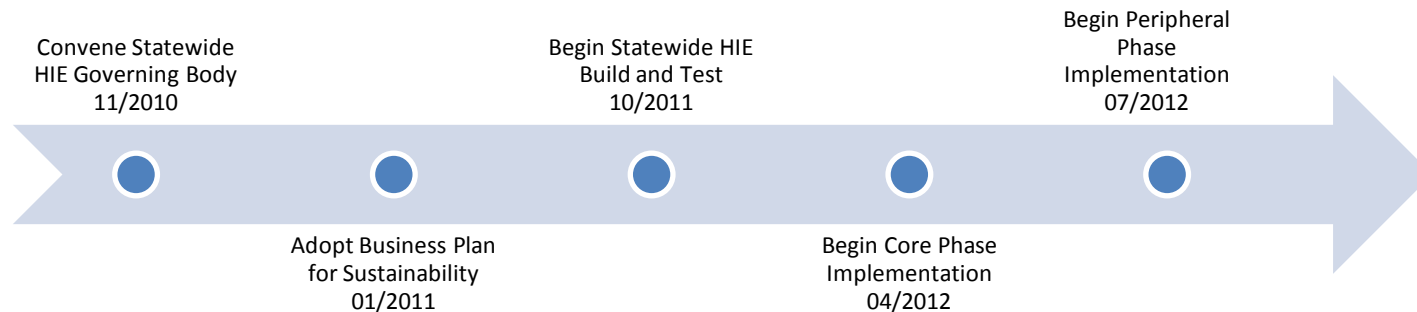 Convene Statewide
HIE Governing Body
11/2010
Adopt Business Plan
for Sustainability
01/2011
Begin Statewide HIE
Build and Test
10/2011
Begin Core Phase
Implementation
04/2012
Begin Peripheral
Phase
Implementation
07/2012